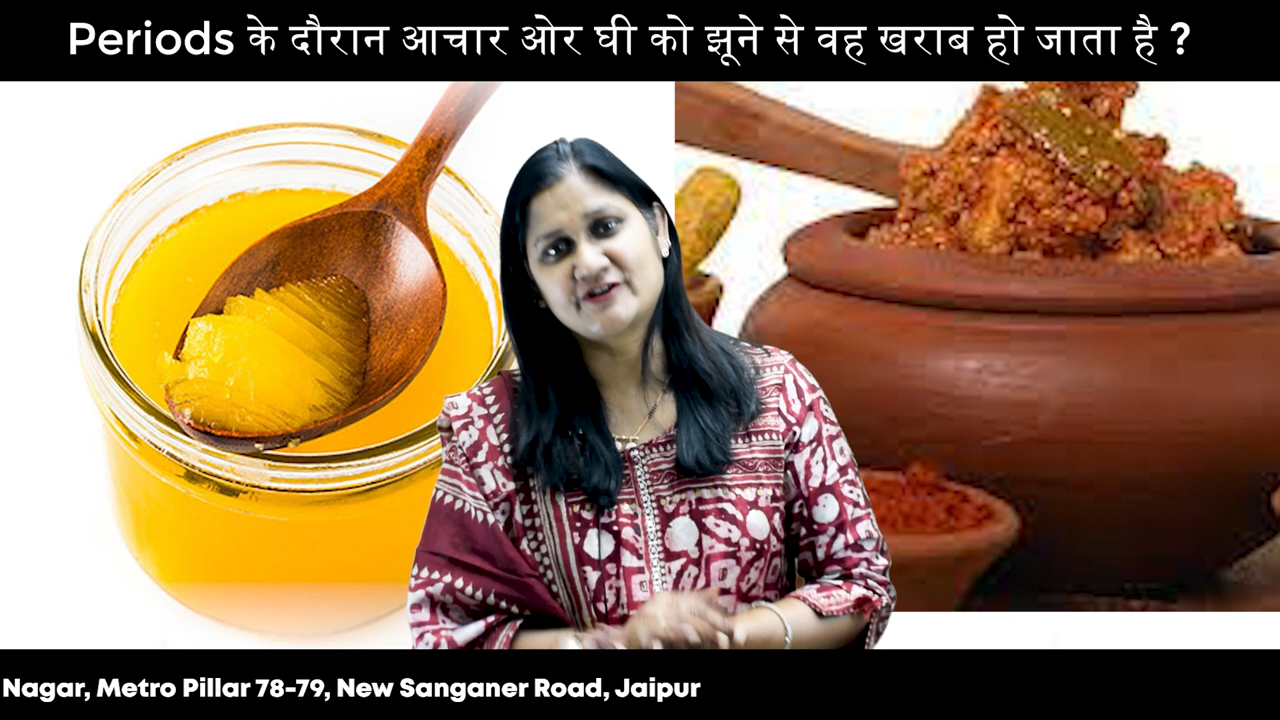 Periods के दौरान आचार ओर घी को झूने से वह खराब हो जाता है ?
Nagar, Metro Pillar 78-79, New Sanganer Road, Jaipur